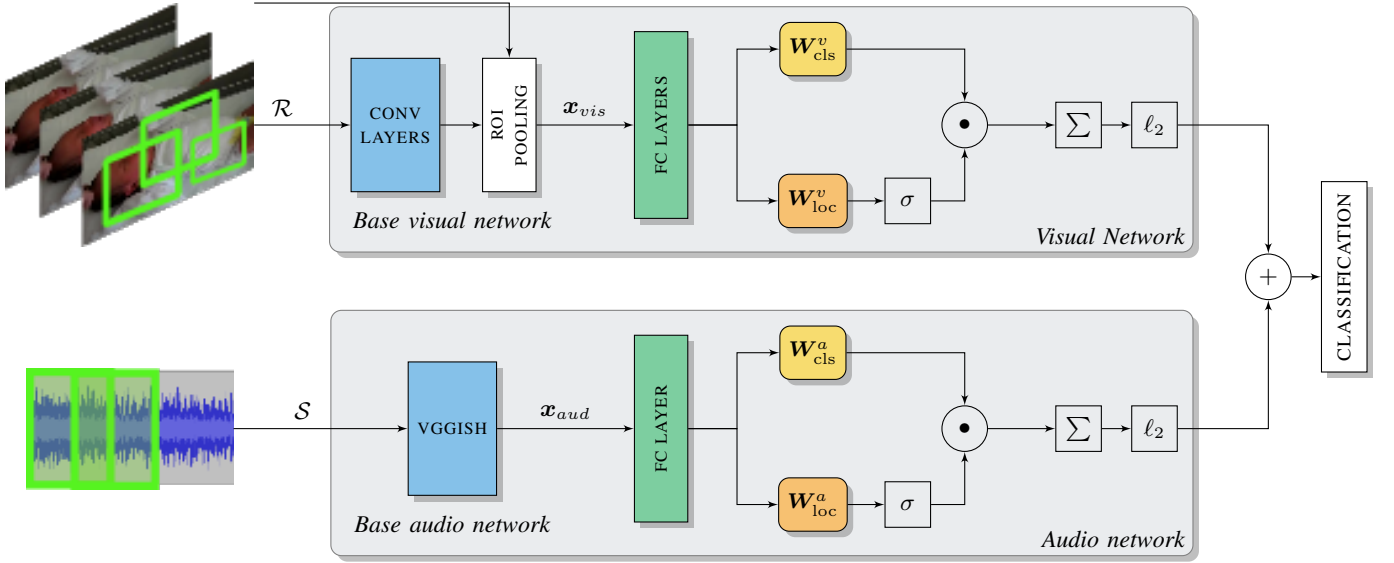 R
CONV
LAYERS
ROI
POOLING
x_vis
FC LAYERS
W^v_cls
W^v_loc
σ
•
∑
ℓ2
Base visual network
Visual Network
+
CLASSIFICATION
S
VGGISH
x_aud
FC LAYER
W^a_cls
W^a_loc
σ
•
∑
ℓ2
Base audio network
Audio network